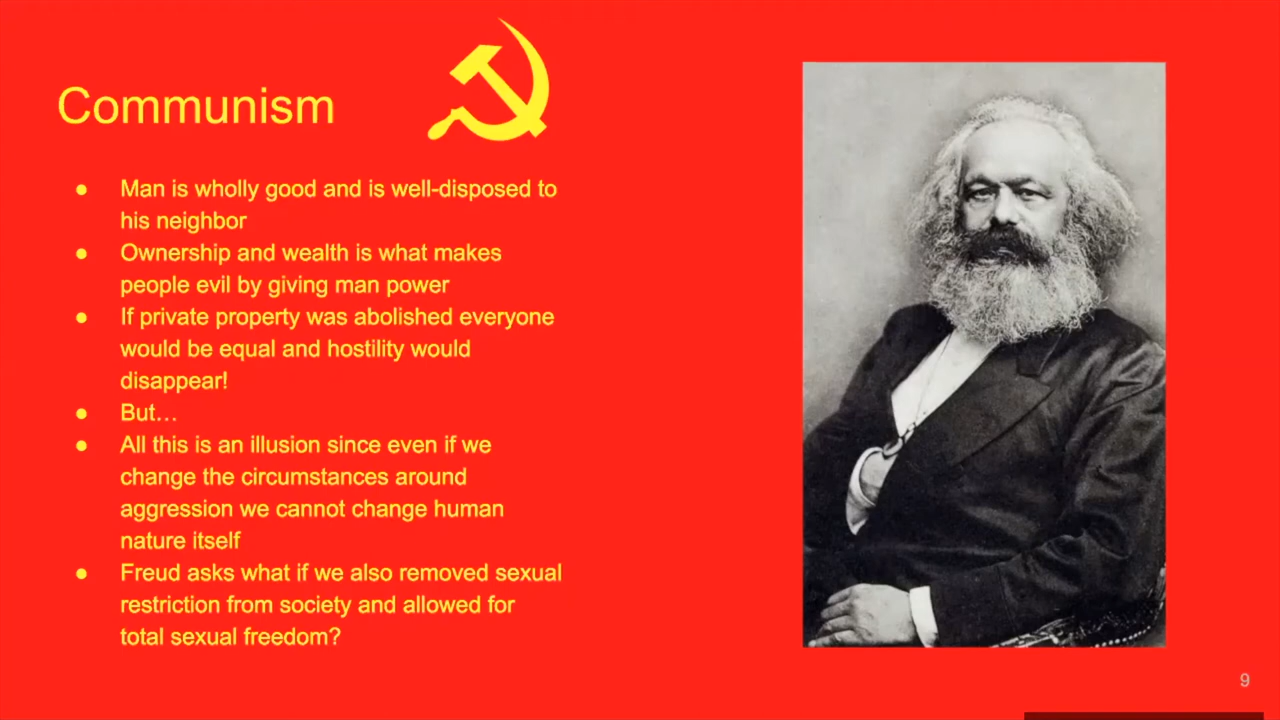 Communism
● Man is wholly good and is well-disposed to
his neighbor
● Ownership and wealth is what makes
people evil by giving man power
● If private property was abolished everyone
would be equal and hostility would
disappear!
● But…
● All this is an illusion since even if we
change the circumstances around
aggression we cannot change human
nature itself
● Freud asks what if we also removed sexual
restriction from society and allowed for
total sexual freedom?
9